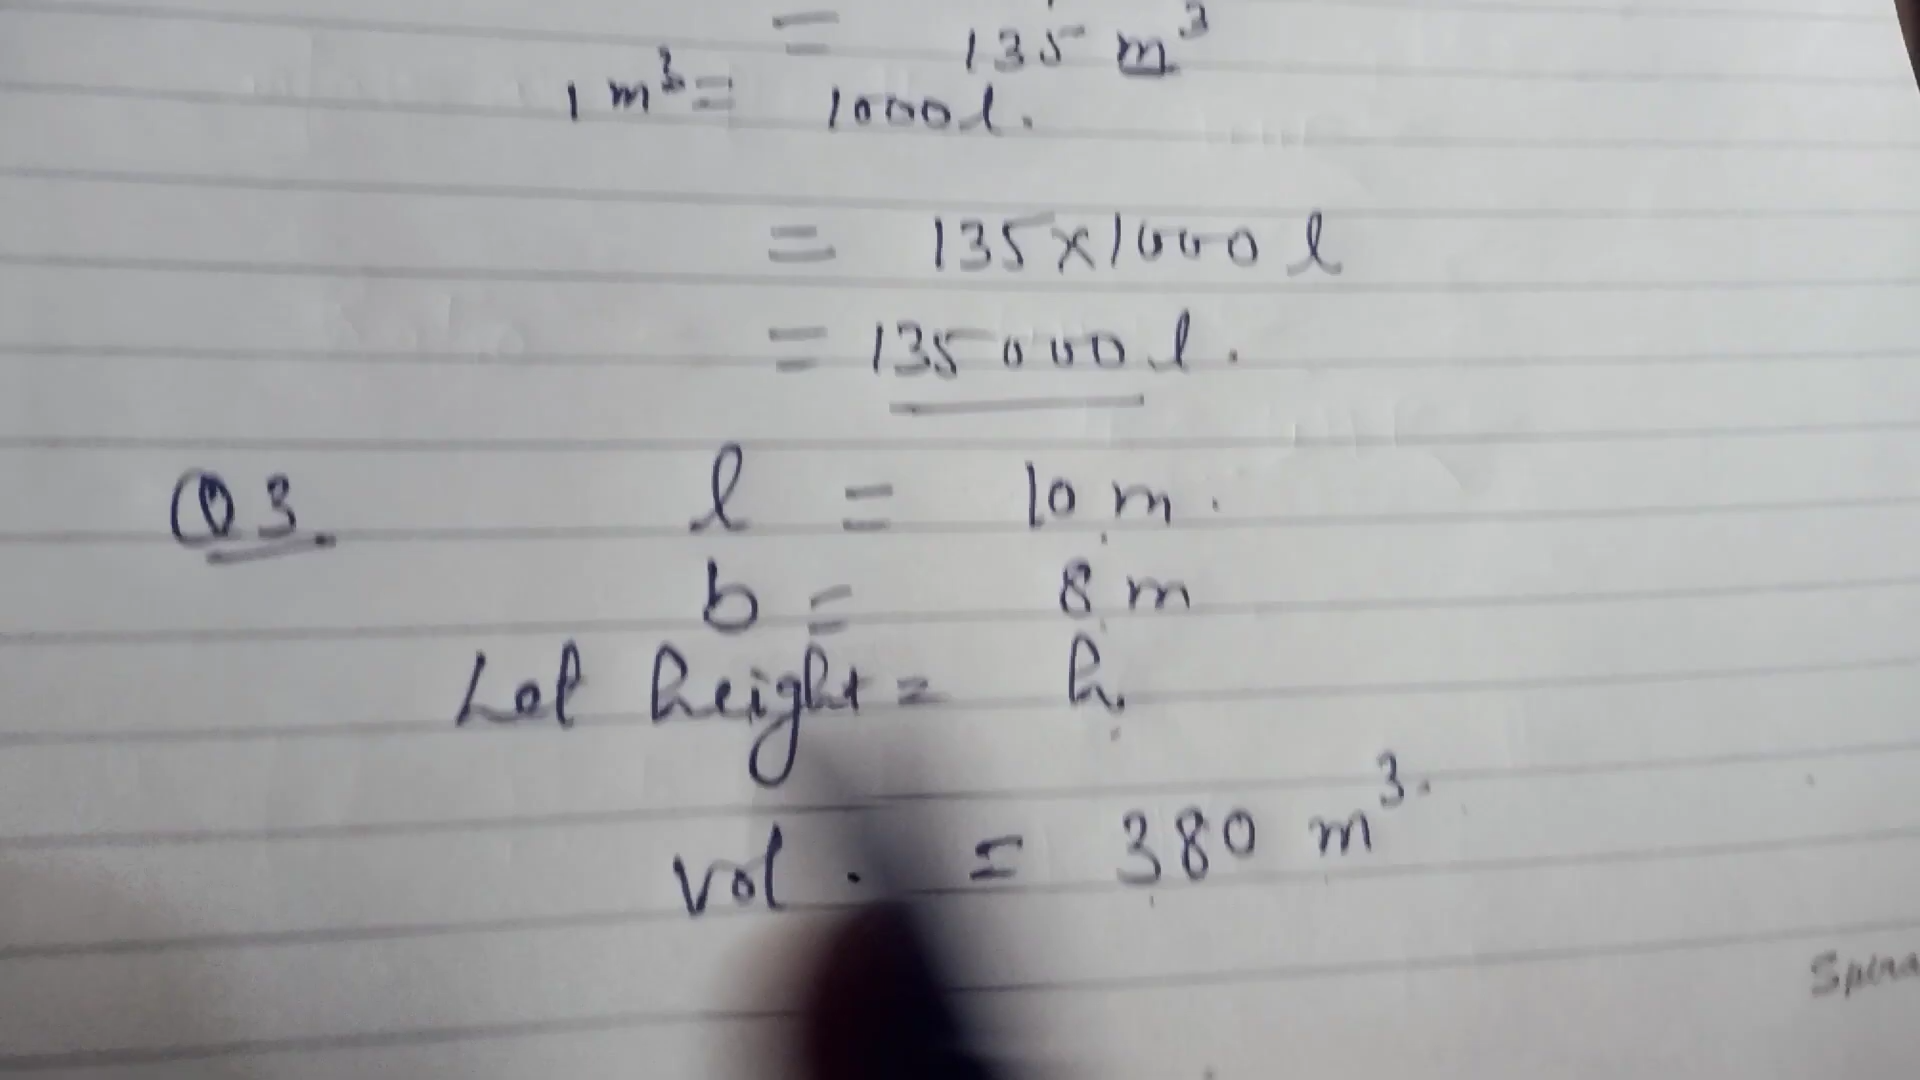 = 135 m³
1 m³ = 1000 l.
= 135×1000 l
= 135000 l.
Q3. l = 10 m.
b = 8 m
Let height = h.
Vol. = 380 m³.